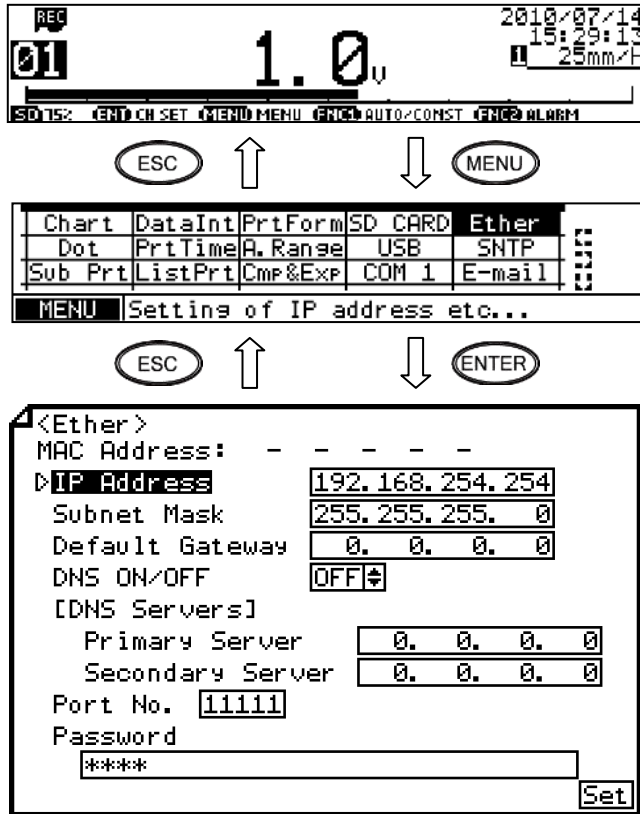 REC
2010/07/14
15:29:13
01 1.0V
1 25mm/H
SD 75% ENT CH SET MENU MENU FNC1 AUTO/CONST FNC2 ALARM
ESC MENU
Chart DataInt PrtForm SD CARD Ether
Dot PrtTime A.Range USB SNTP
Sub Prt ListPrt Cmp&Exp COM 1 E-mail
MENU Setting of IP address etc...
ESC ENTER
<Ether>
MAC Address: - - - - -
IP Address 192.168.254.254
Subnet Mask 255.255.255. 0
Default Gateway 0. 0. 0. 0
DNS ON/OFF OFF
[DNS Servers]
Primary Server 0. 0. 0. 0
Secondary Server 0. 0. 0. 0
Port No. 11111
Password
****
Set